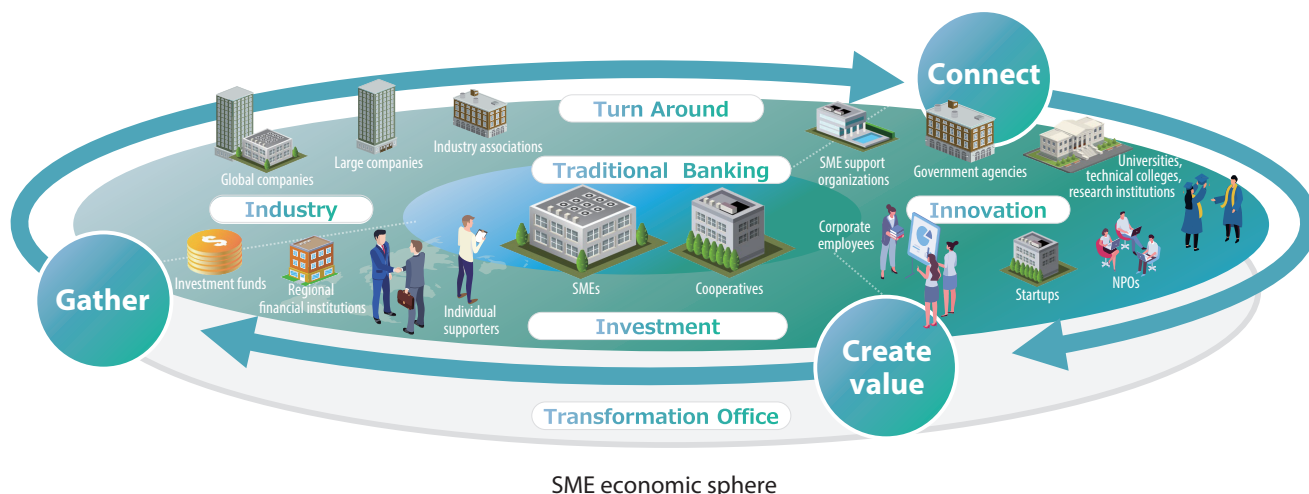 Connect
Turn Around
Industry associations
Large companies
Global companies
SME support
organizations
Government agencies
Universities,
technical colleges,
research institutions
Traditional Banking
Industry
Innovation
Corporate
employees
Investment funds
Regional
financial institutions
Individual
supporters
SMEs
Cooperatives
Startups
NPOs
Gather
Investment
Create
value
Transformation Office
SME economic sphere